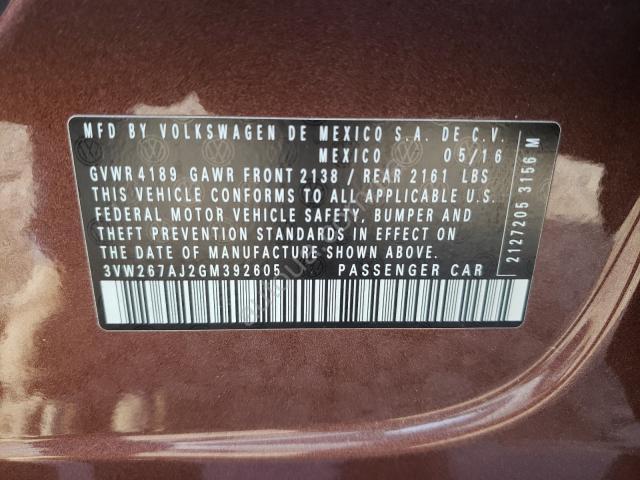 MFD BY VOLKSWAGEN DE MEXICO S.A. DE C.V.
MEXICO 05/16
GVWR 4189 GAWR FRONT 2138 / REAR 2161 LBS
THIS VEHICLE CONFORMS TO ALL APPLICABLE U.S.
FEDERAL MOTOR VEHICLE SAFETY, BUMPER AND
THEFT PREVENTION STANDARDS IN EFFECT ON
THE DATE OF MANUFACTURE SHOWN ABOVE
3VW267AJ2GM392605 PASSENGER CAR
2127205 3156 M